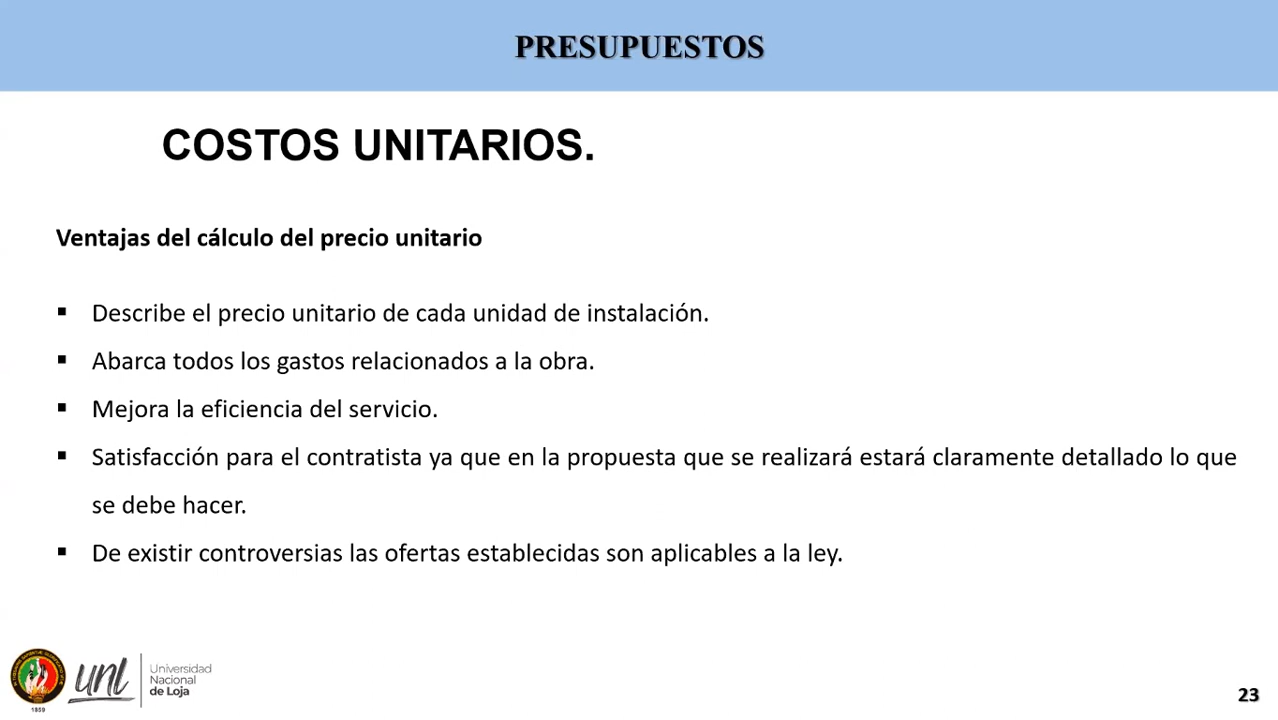 PRESUPUESTOS
COSTOS UNITARIOS.
Ventajas del cálculo del precio unitario
▪ Describe el precio unitario de cada unidad de instalación.
▪ Abarca todos los gastos relacionados a la obra.
▪ Mejora la eficiencia del servicio.
▪ Satisfacción para el contratista ya que en la propuesta que se realizará estará claramente detallado lo que
se debe hacer.
▪ De existir controversias las ofertas establecidas son aplicables a la ley.
unl
Universidad
Nacional
de Loja
1859
23